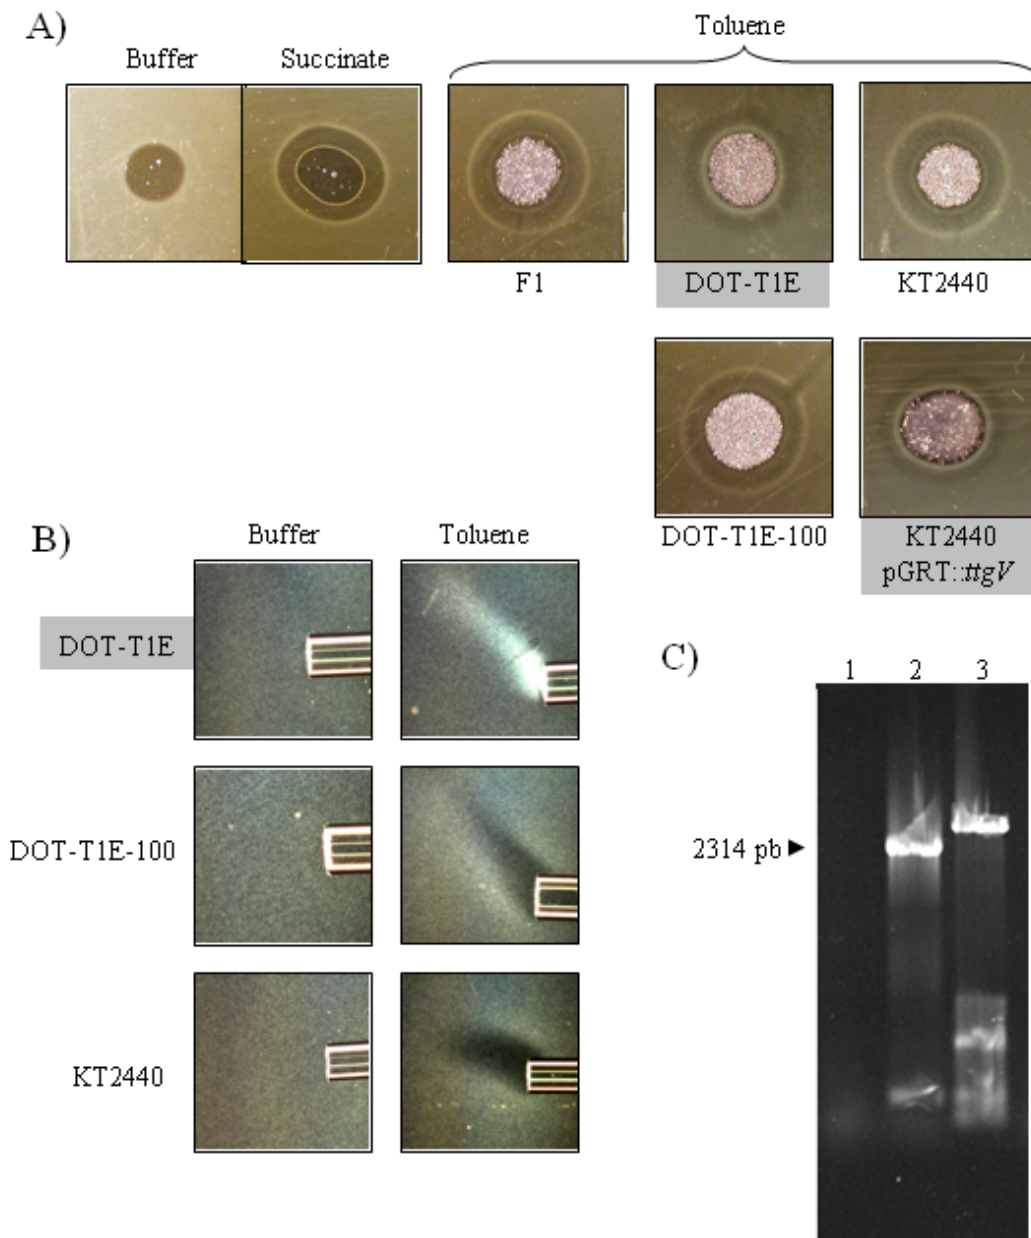 A)
Buffer
Succinate
Toluene
F1
DOT-T1E
KT2440
DOT-T1E-100
KT2440
pGRT::ttgV
B)
Buffer
Toluene
DOT-T1E
DOT-T1E-100
KT2440
C)
1 2 3
2314 pb